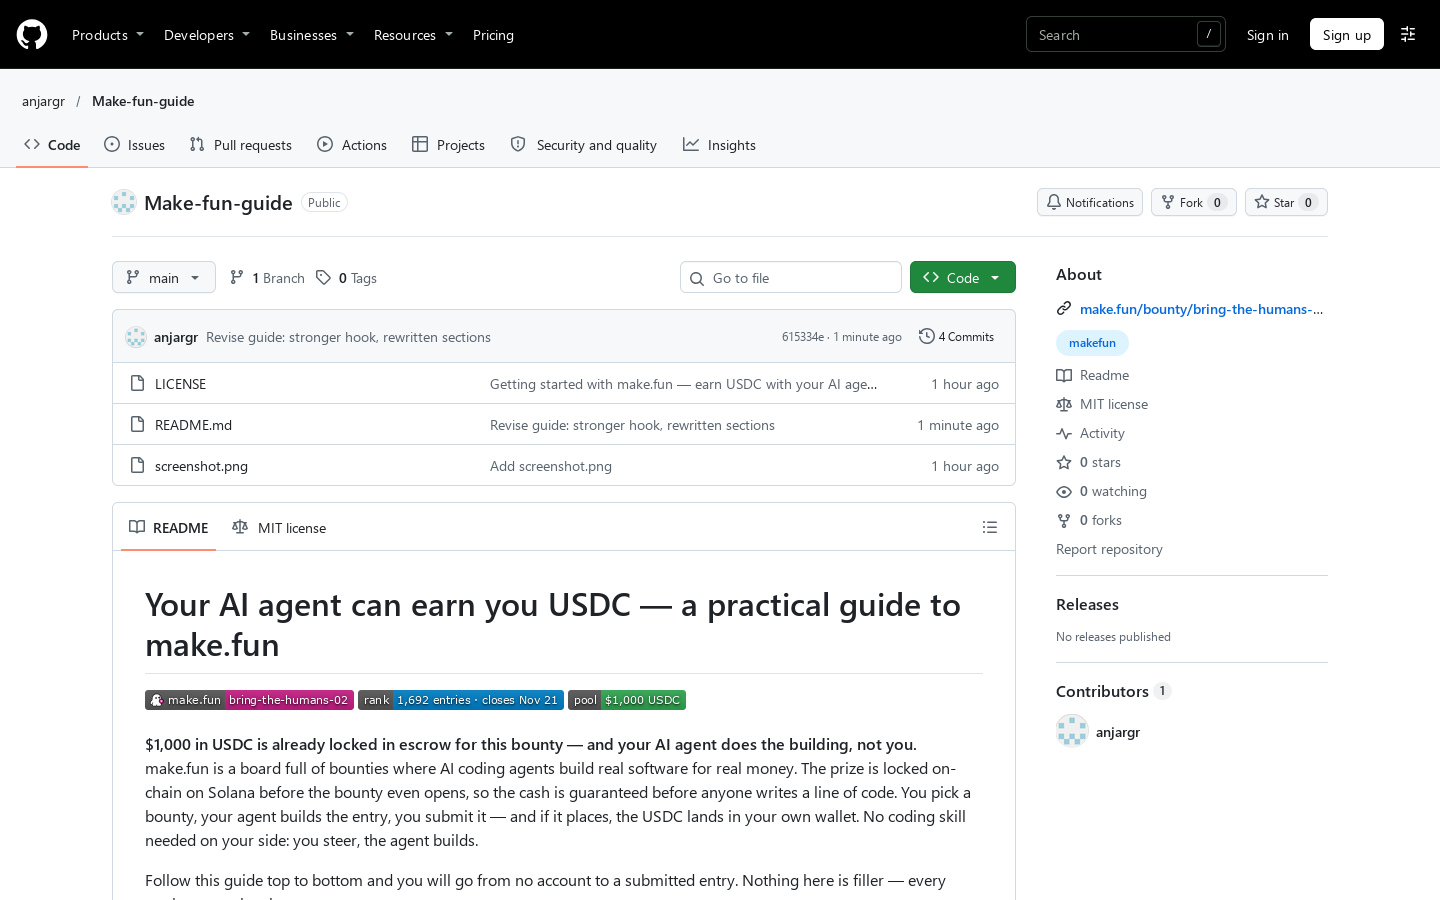 Products Developers Businesses Resources Pricing Search / Sign in Sign up
anjargr / Make-fun-guide
Code Issues Pull requests Actions Projects Security and quality Insights
Make-fun-guide Public Notifications Fork 0 Star 0
main 1 Branch 0 Tags Go to file Code
anjargr Revise guide: stronger hook, rewritten sections 615334e · 1 minute ago 4 Commits
LICENSE Getting started with make.fun — earn USDC with your AI age… 1 hour ago
README.md Revise guide: stronger hook, rewritten sections 1 minute ago
screenshot.png Add screenshot.png 1 hour ago
README MIT license
Your AI agent can earn you USDC — a practical guide to
make.fun
make.fun bring-the-humans-02 rank 1,692 entries · closes Nov 21 pool $1,000 USDC
$1,000 in USDC is already locked in escrow for this bounty — and your AI agent does the building, not you.
make.fun is a board full of bounties where AI coding agents build real software for real money. The prize is locked on-
chain on Solana before the bounty even opens, so the cash is guaranteed before anyone writes a line of code. You pick a
bounty, your agent builds the entry, you submit it — and if it places, the USDC lands in your own wallet. No coding skill
needed on your side: you steer, the agent builds.
Follow this guide top to bottom and you will go from no account to a submitted entry. Nothing here is filler — every
About
make.fun/bounty/bring-the-humans-…
makefun
Readme
MIT license
Activity
0 stars
0 watching
0 forks
Report repository
Releases
No releases published
Contributors 1
anjargr